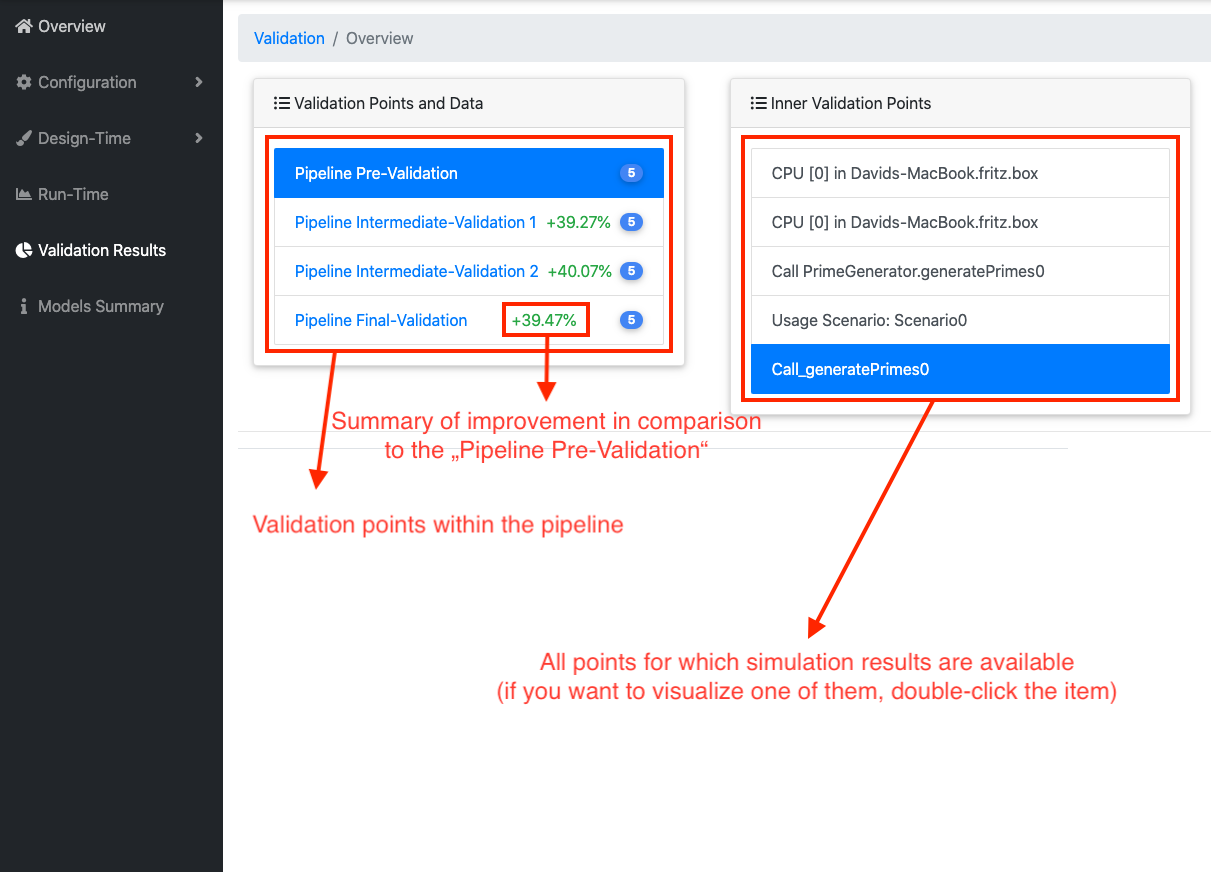 Overview
Configuration
Design-Time
Run-Time
Validation Results
Models Summary
Validation / Overview
Validation Points and Data
Pipeline Pre-Validation 5
Pipeline Intermediate-Validation 1 +39.27% 5
Pipeline Intermediate-Validation 2 +40.07% 5
Pipeline Final-Validation +39.47% 5
Inner Validation Points
CPU [0] in Davids-MacBook.fritz.box
CPU [0] in Davids-MacBook.fritz.box
Call PrimeGenerator.generatePrimes0
Usage Scenario: Scenario0
Call_generatePrimes0
Summary of improvement in comparison
to the „Pipeline Pre-Validation“
Validation points within the pipeline
All points for which simulation results are available
(if you want to visualize one of them, double-click the item)